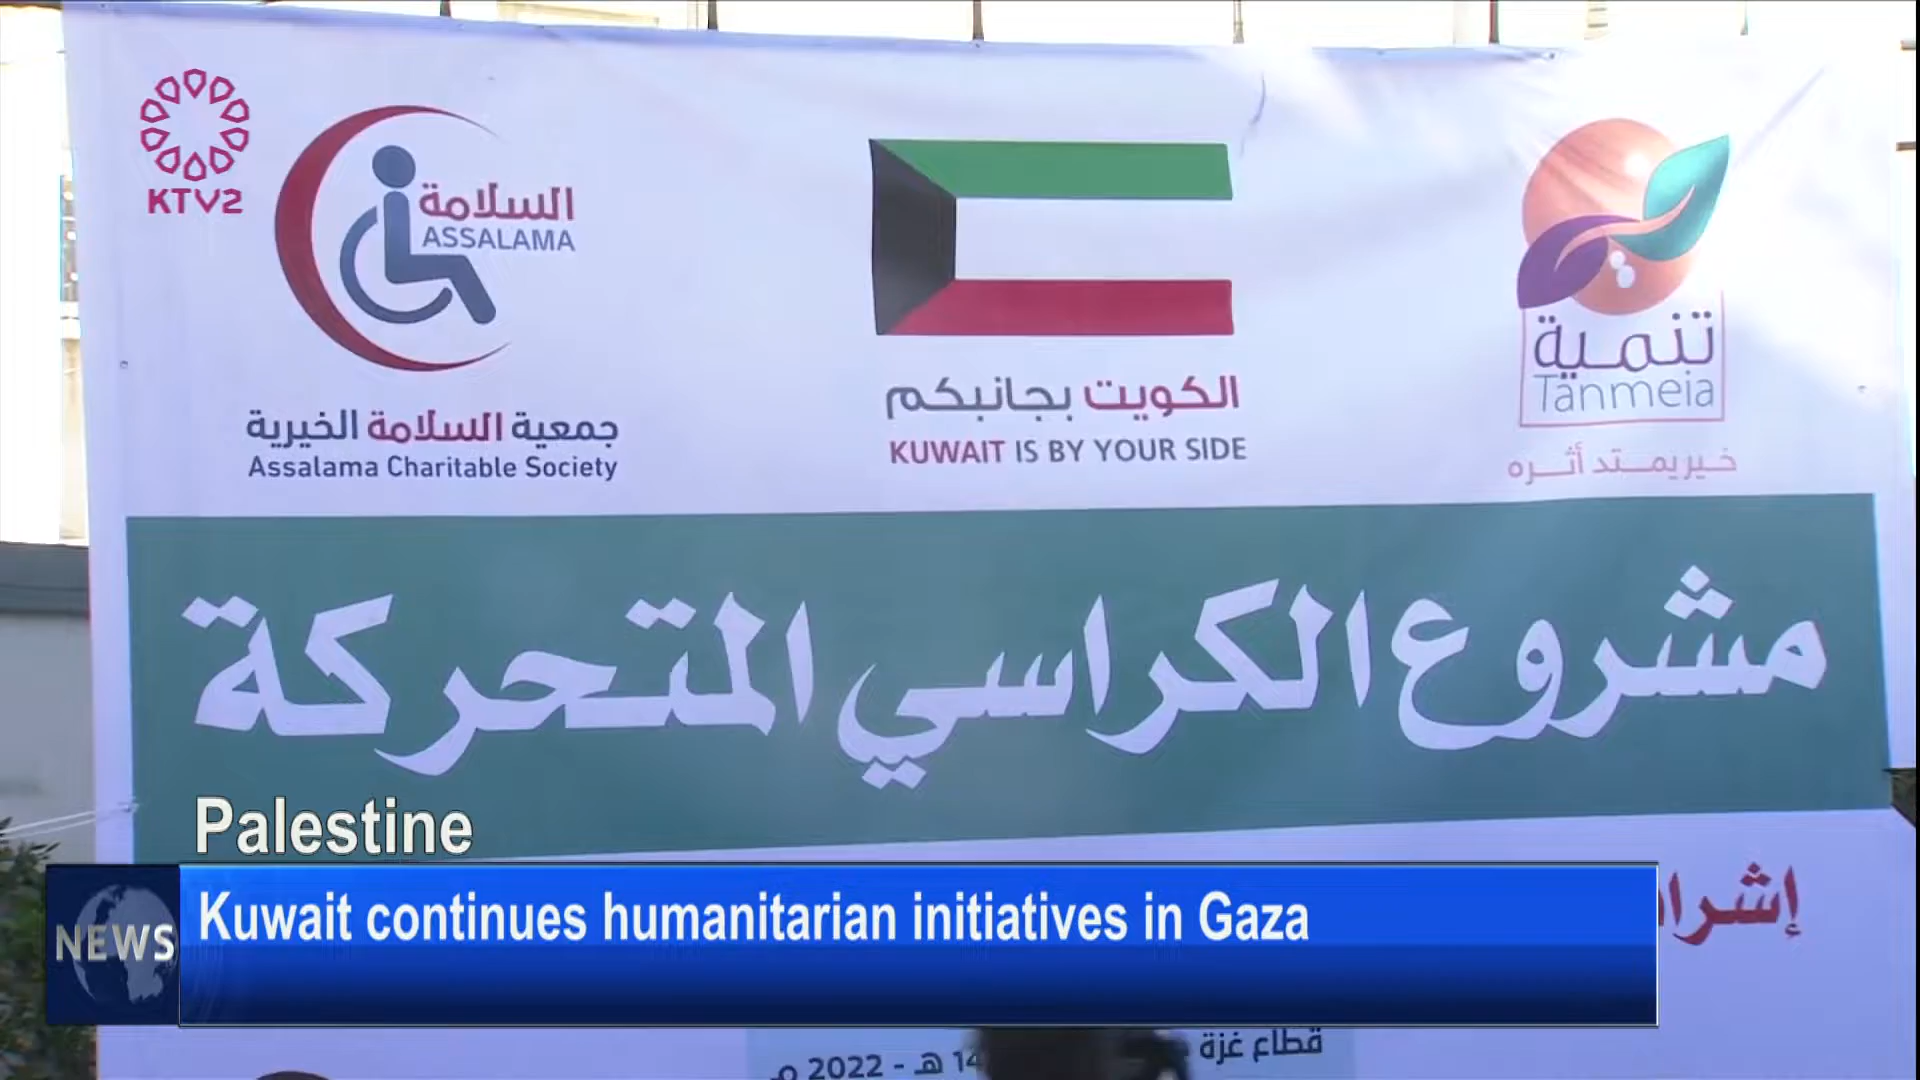 KTV2
السلامة
ASSALAMA
جمعية السلامة الخيرية
Assalama Charitable Society
الكويت بجانبكم
KUWAIT IS BY YOUR SIDE
تنمية
Tanmeia
خير يمتد أثره
مشروع الكراسي المتحركة
Palestine
NEWS
Kuwait continues humanitarian initiatives in Gaza
قطاع غزة
هـ - 2022 م